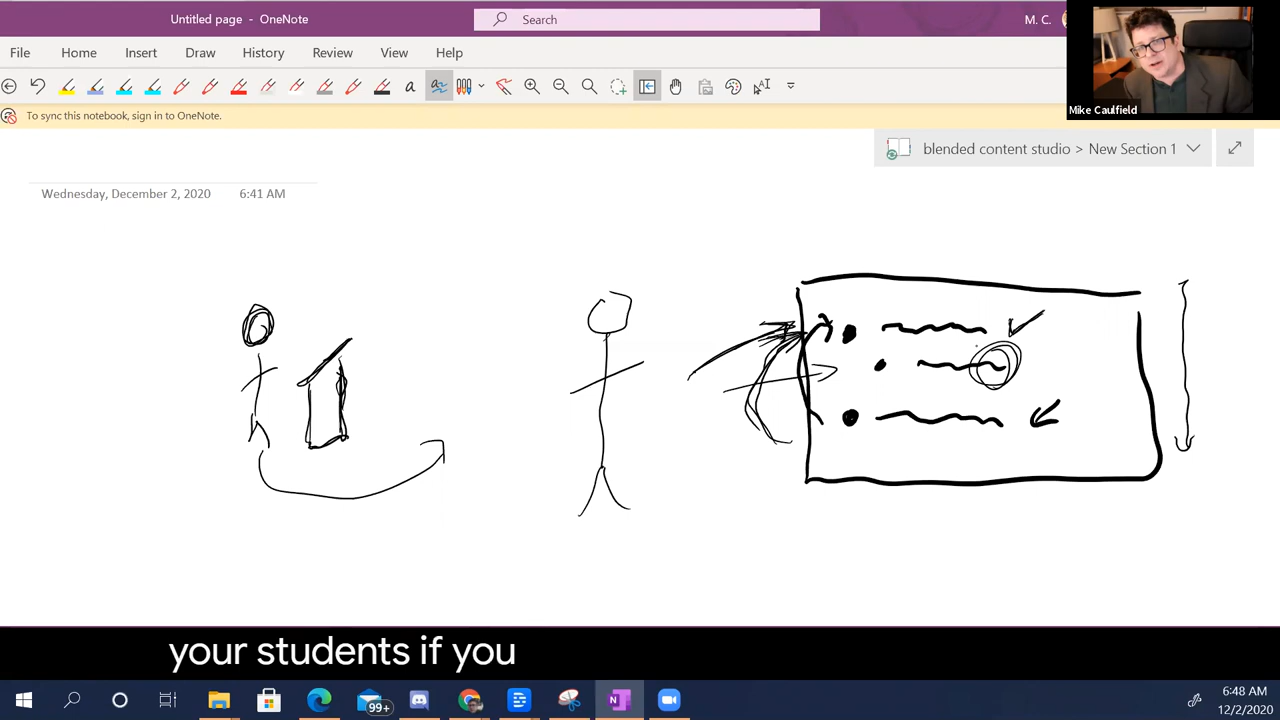 Untitled page - OneNote
Search
M. C.
Mike Caulfield
File Home Insert Draw History Review View Help
a
To sync this notebook, sign in to OneNote.
blended content studio > New Section 1
Wednesday, December 2, 2020 6:41 AM
your students if you
99+
N
6:48 AM
12/2/2020